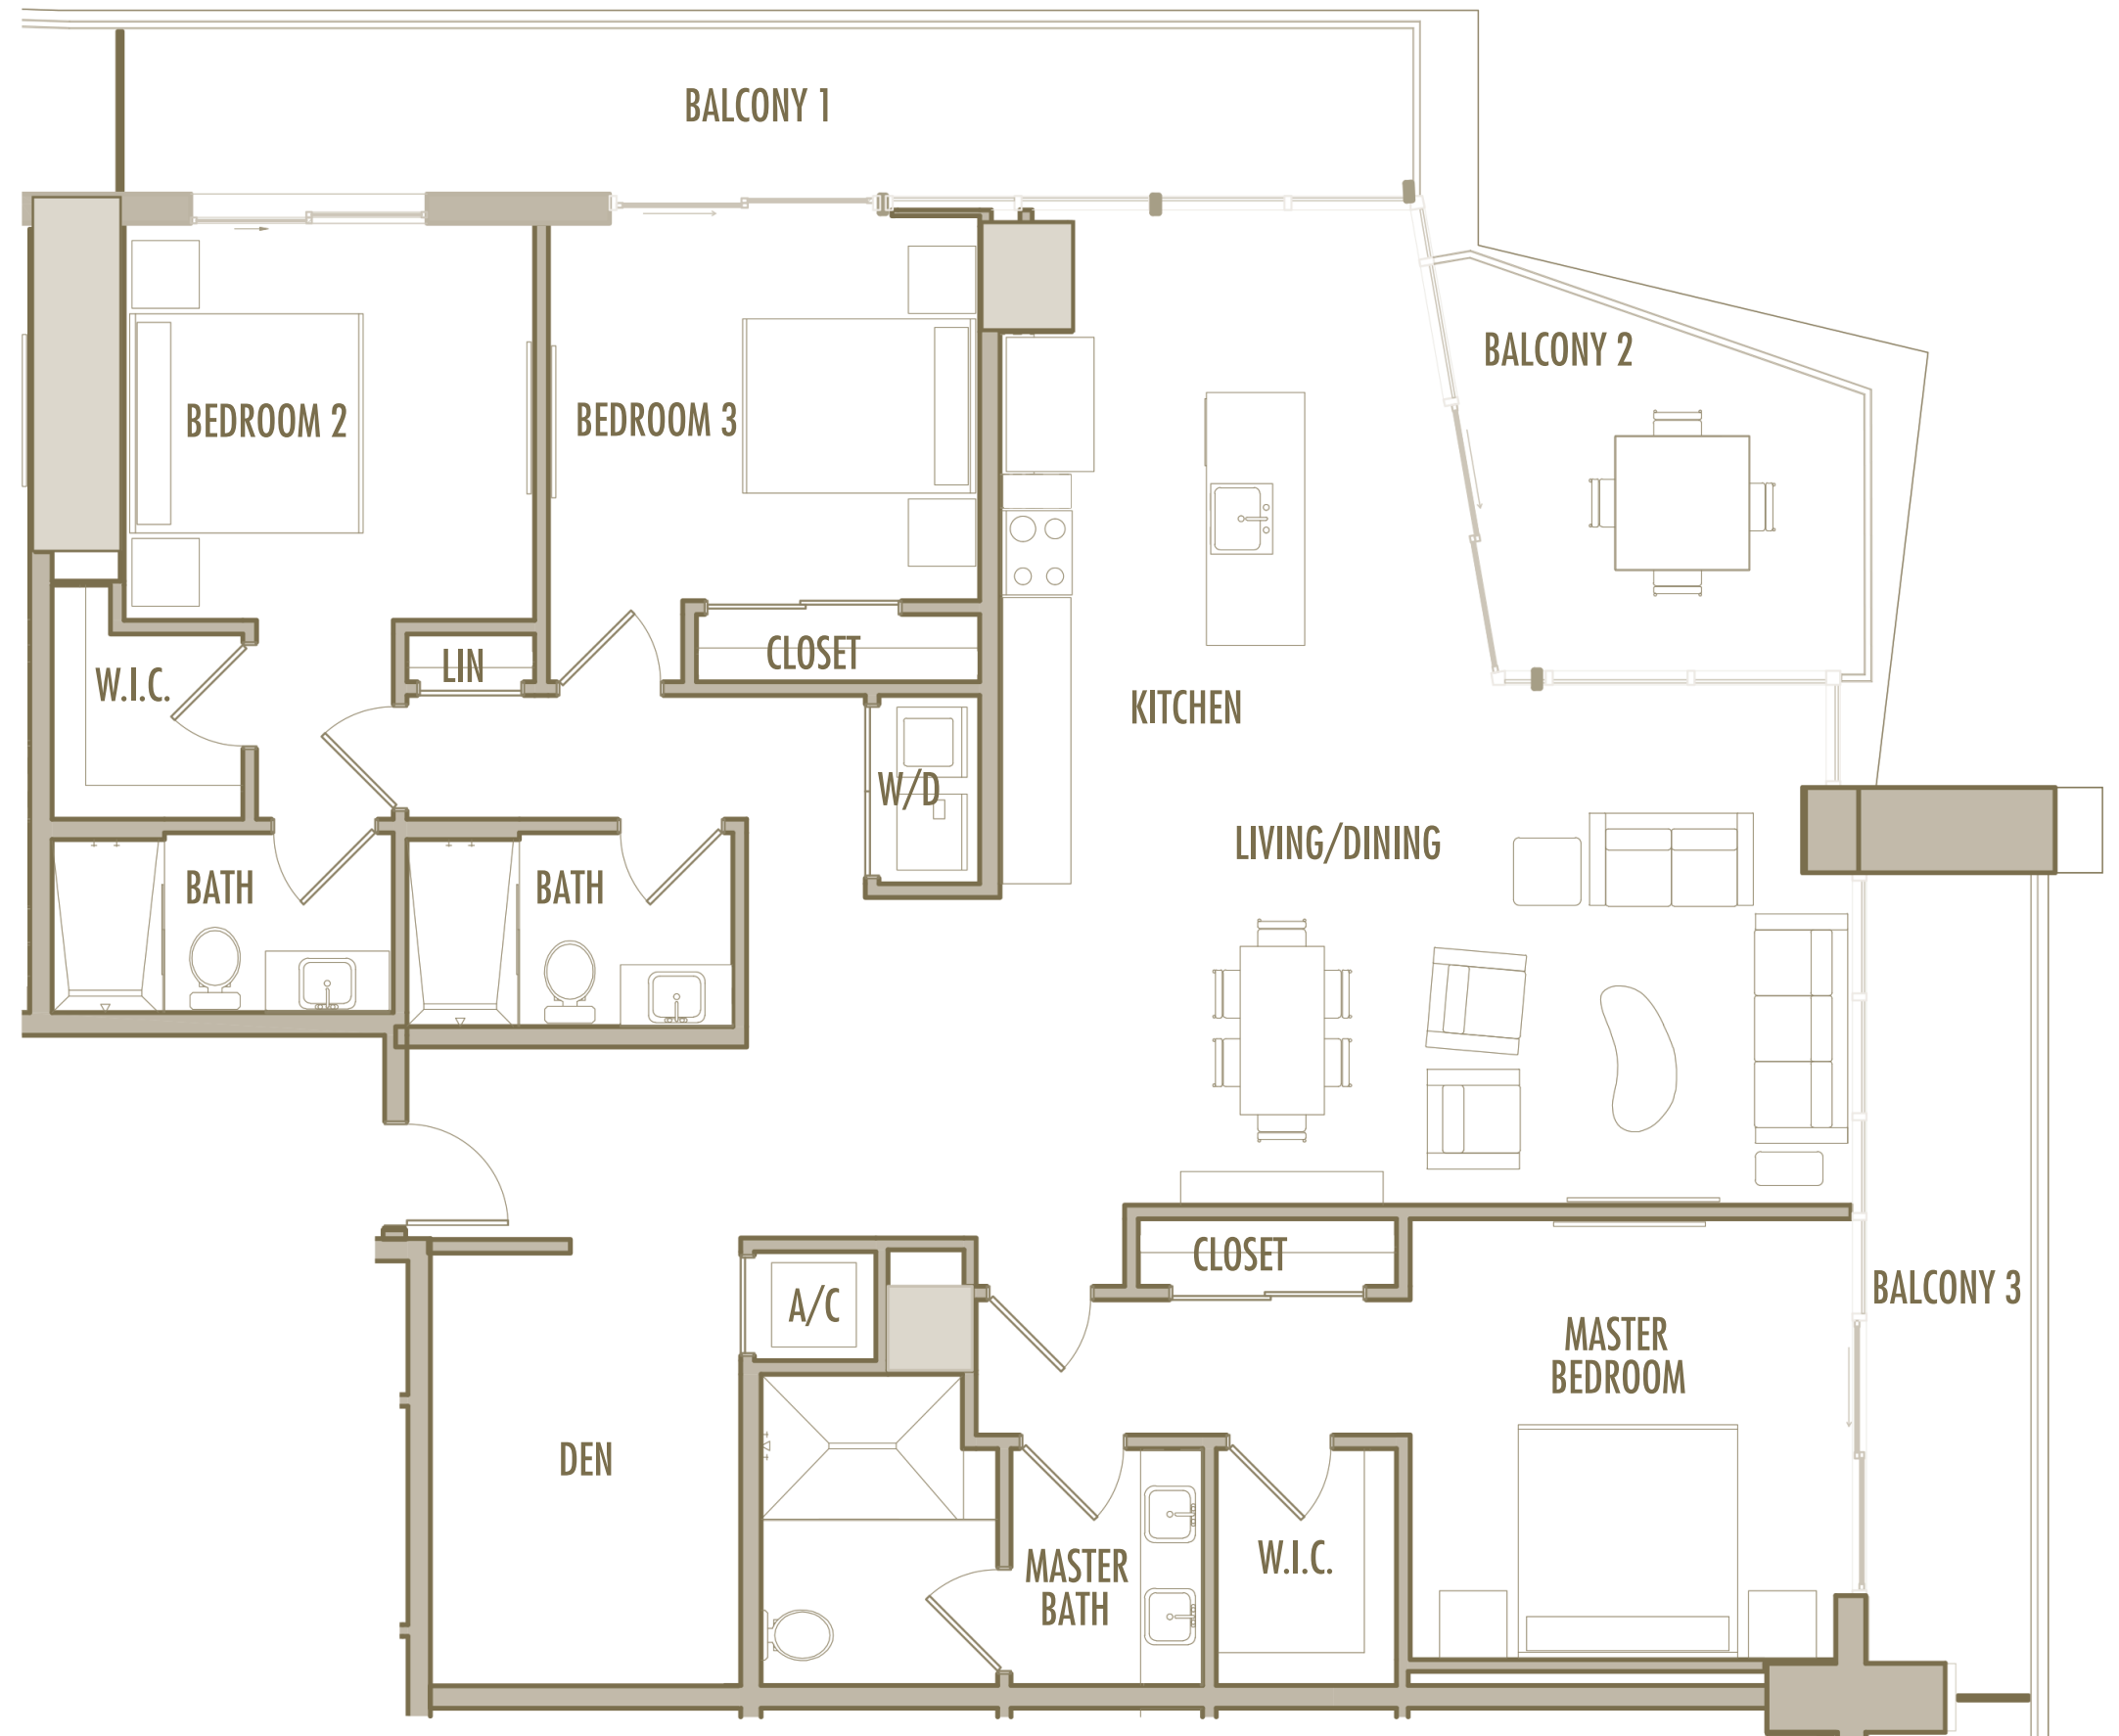 BALCONY 1
BALCONY 2
BEDROOM 2
BEDROOM 3
CLOSET
LIN
W.I.C.
KITCHEN
W/D
LIVING/DINING
BATH
BATH
CLOSET
BALCONY 3
A/C
MASTER
BEDROOM
DEN
W.I.C.
MASTER
BATH